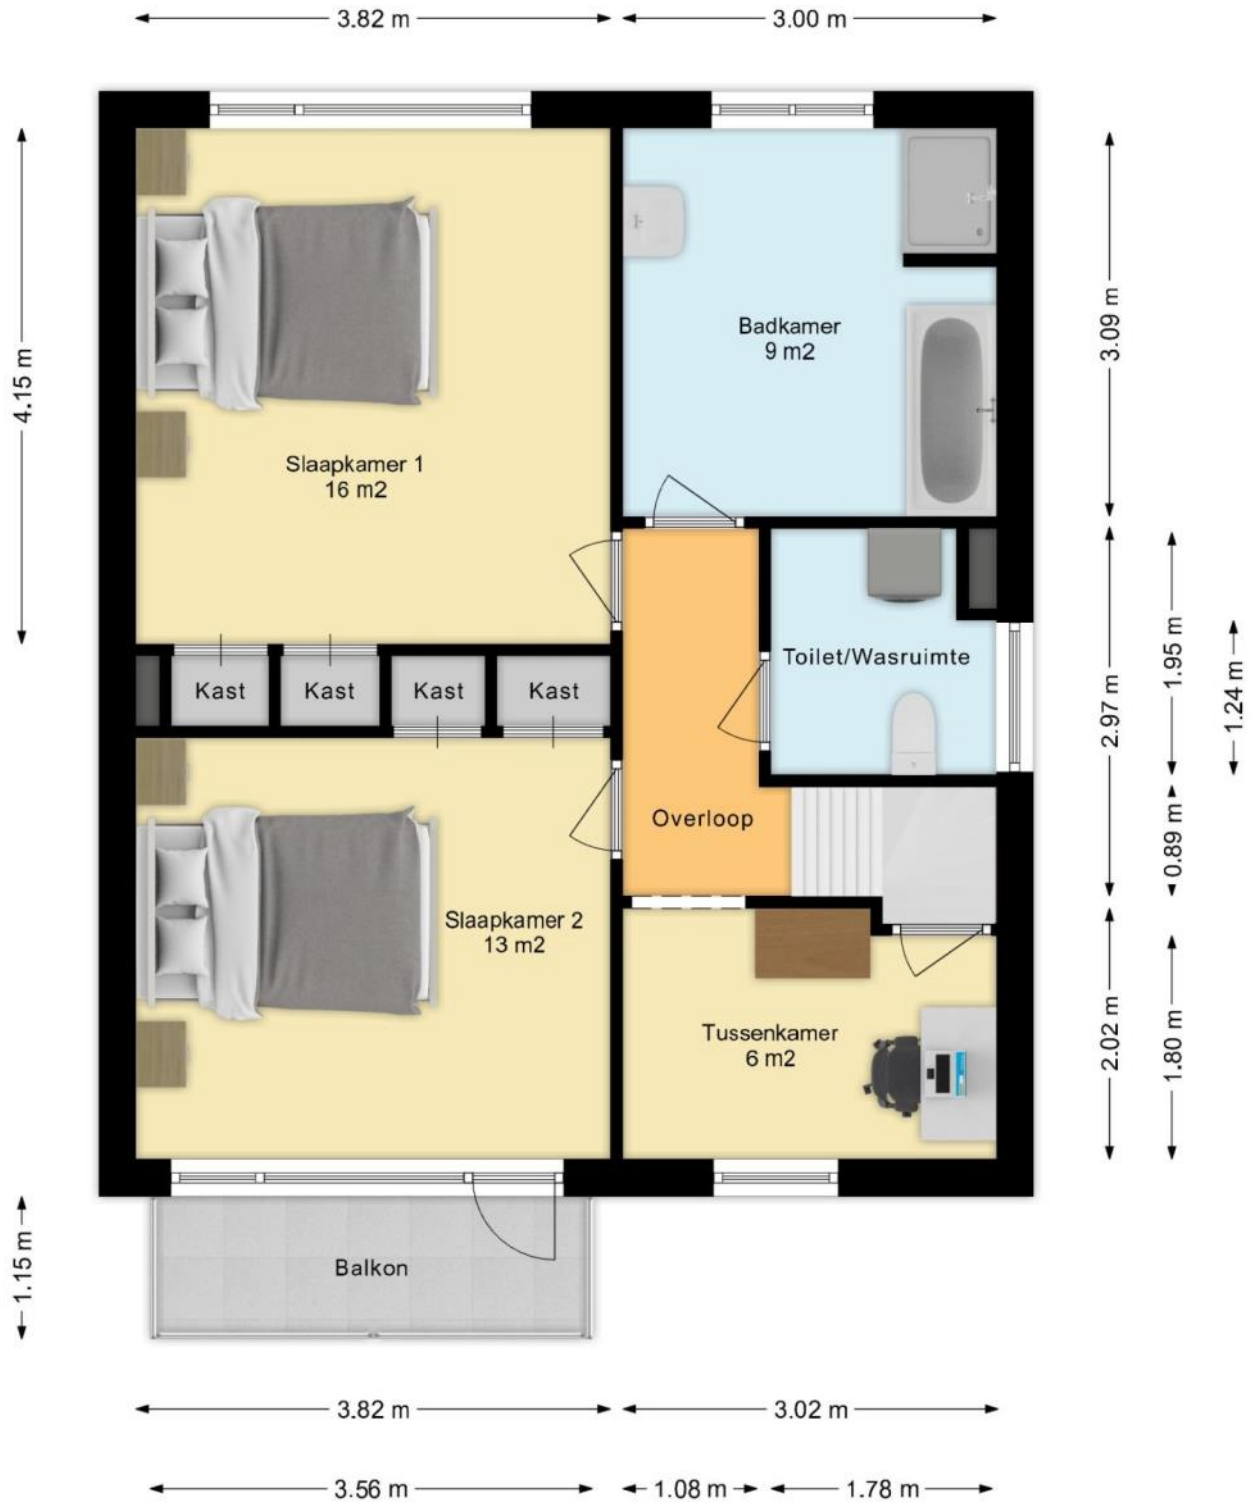 3.82 m
3.00 m
4.15 m
3.09 m
Badkamer
9 m2
Slaapkamer 1
16 m2
Toilet/Wasruimte
1.95 m
1.24 m
2.97 m
Kast
Kast
Kast
Kast
Overloop
0.89 m
Slaapkamer 2
13 m2
Tussenkamer
6 m2
2.02 m
1.80 m
Balkon
1.15 m
3.82 m
3.02 m
3.56 m
1.08 m
1.78 m